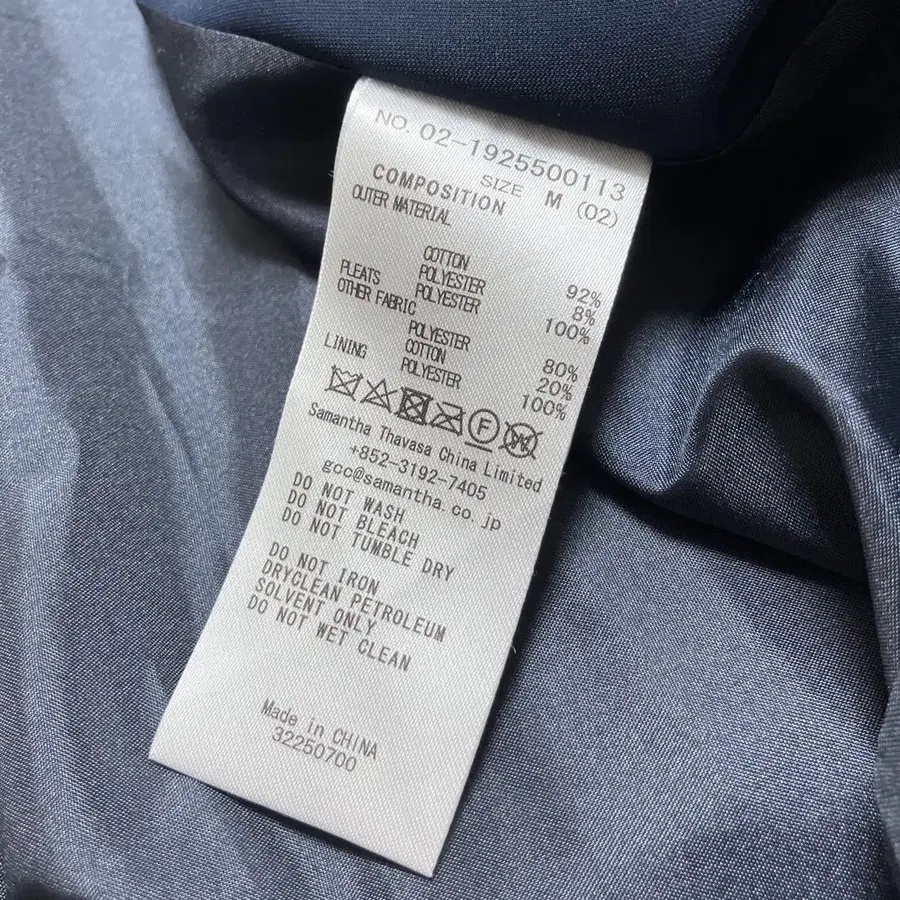 NO. 02-1925500113
SIZE M (02)
COMPOSITION
OUTER MATERIAL
COTTON 92%
POLYESTER 8%
PLEATS POLYESTER 100%
OTHER FABRIC
POLYESTER 80%
COTTON 20%
LINING POLYESTER 100%
F
Samantha Thavasa China Limited
+852-3192-7405
gcc@samantha.co.jp
DO NOT WASH
DO NOT BLEACH
DO NOT TUMBLE DRY
DO NOT IRON
DRYCLEAN PETROLEUM
SOLVENT ONLY
DO NOT WET CLEAN
Made in CHINA
32250700